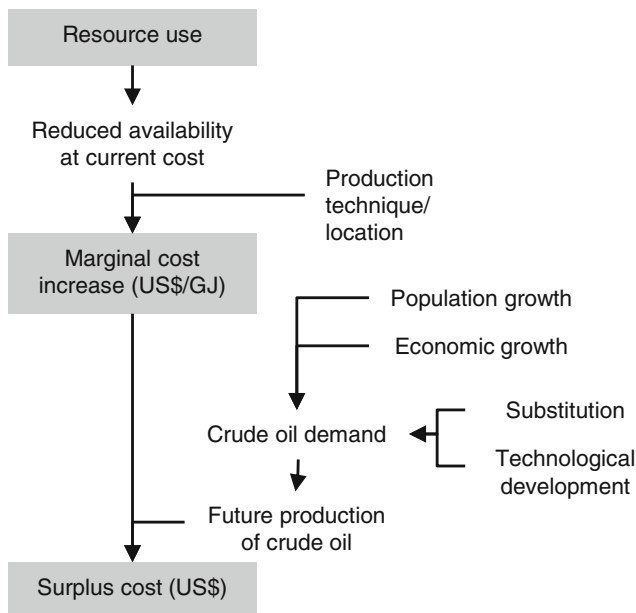 Resource use
Reduced availability
at current cost
Production
technique/
location
Marginal cost
increase (US$/GJ)
Population growth
Economic growth
Substitution
Crude oil demand
Technological
development
Future production
of crude oil
Surplus cost (US$)